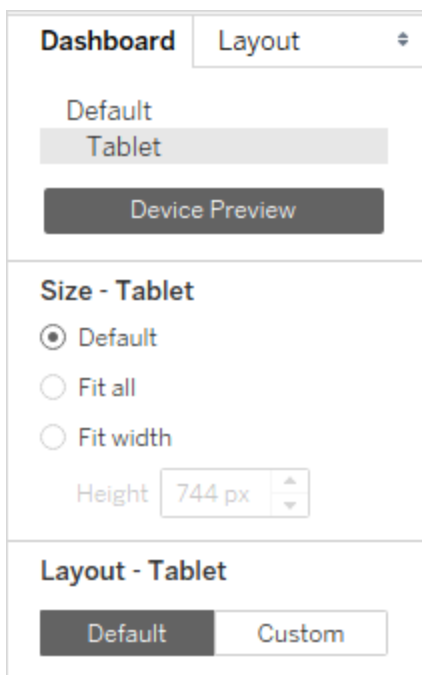 Dashboard Layout
Default
Tablet
Device Preview
Size - Tablet
Default
Fit all
Fit width
Height 744 px
Layout - Tablet
Default Custom